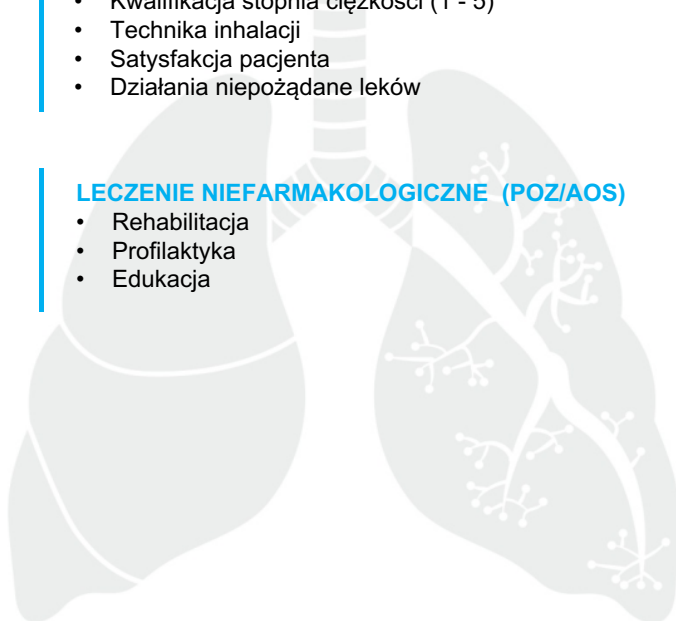 • Kwalifikacja stopnia ciężkości (1 - 5)
• Technika inhalacji
• Satysfakcja pacjenta
• Działania niepożądane leków
LECZENIE NIEFARMAKOLOGICZNE (POZ/AOS)
• Rehabilitacja
• Profilaktyka
• Edukacja